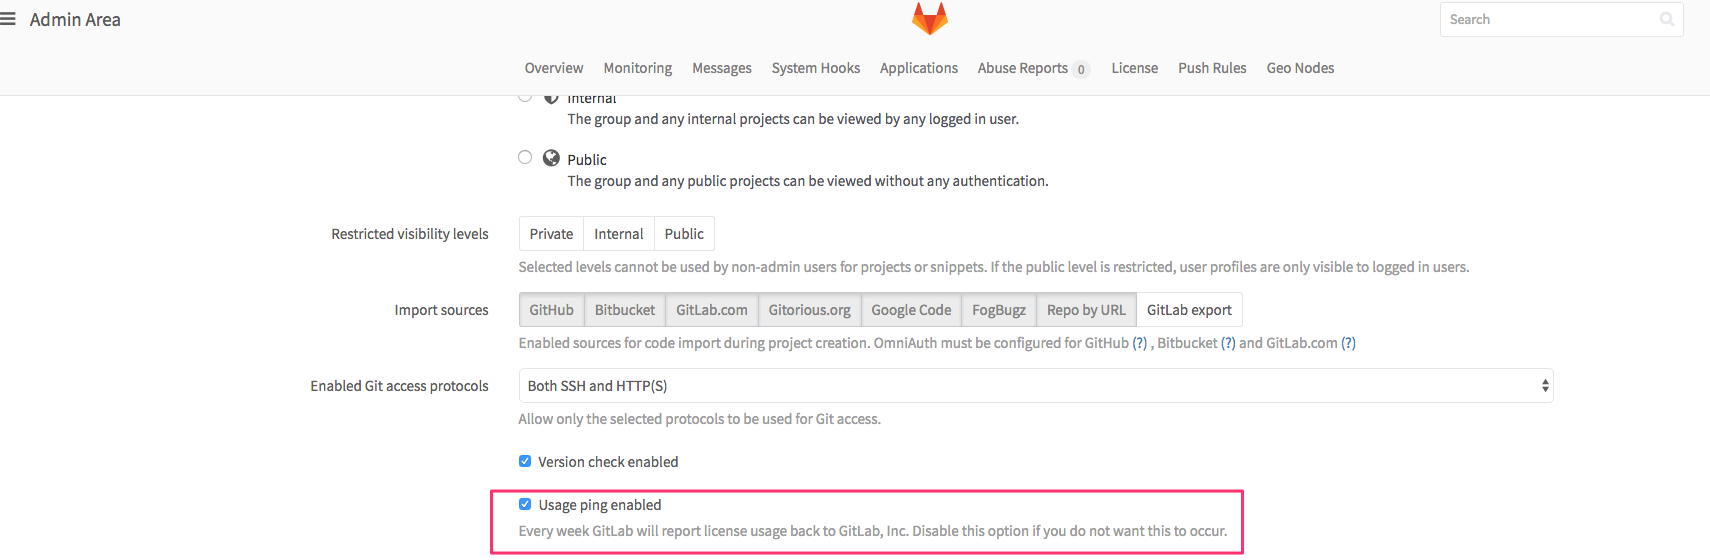 Admin Area
Search
Overview Monitoring Messages System Hooks Applications Abuse Reports 0 License Push Rules Geo Nodes
Internal
The group and any internal projects can be viewed by any logged in user.
Public
The group and any public projects can be viewed without any authentication.
Restricted visibility levels Private Internal Public
Selected levels cannot be used by non-admin users for projects or snippets. If the public level is restricted, user profiles are only visible to logged in users.
Import sources GitHub Bitbucket GitLab.com Gitorious.org Google Code FogBugz Repo by URL GitLab export
Enabled sources for code import during project creation. OmniAuth must be configured for GitHub (?) , Bitbucket (?) and GitLab.com (?)
Enabled Git access protocols Both SSH and HTTP(S)
Allow only the selected protocols to be used for Git access.
Version check enabled
Usage ping enabled
Every week GitLab will report license usage back to GitLab, Inc. Disable this option if you do not want this to occur.